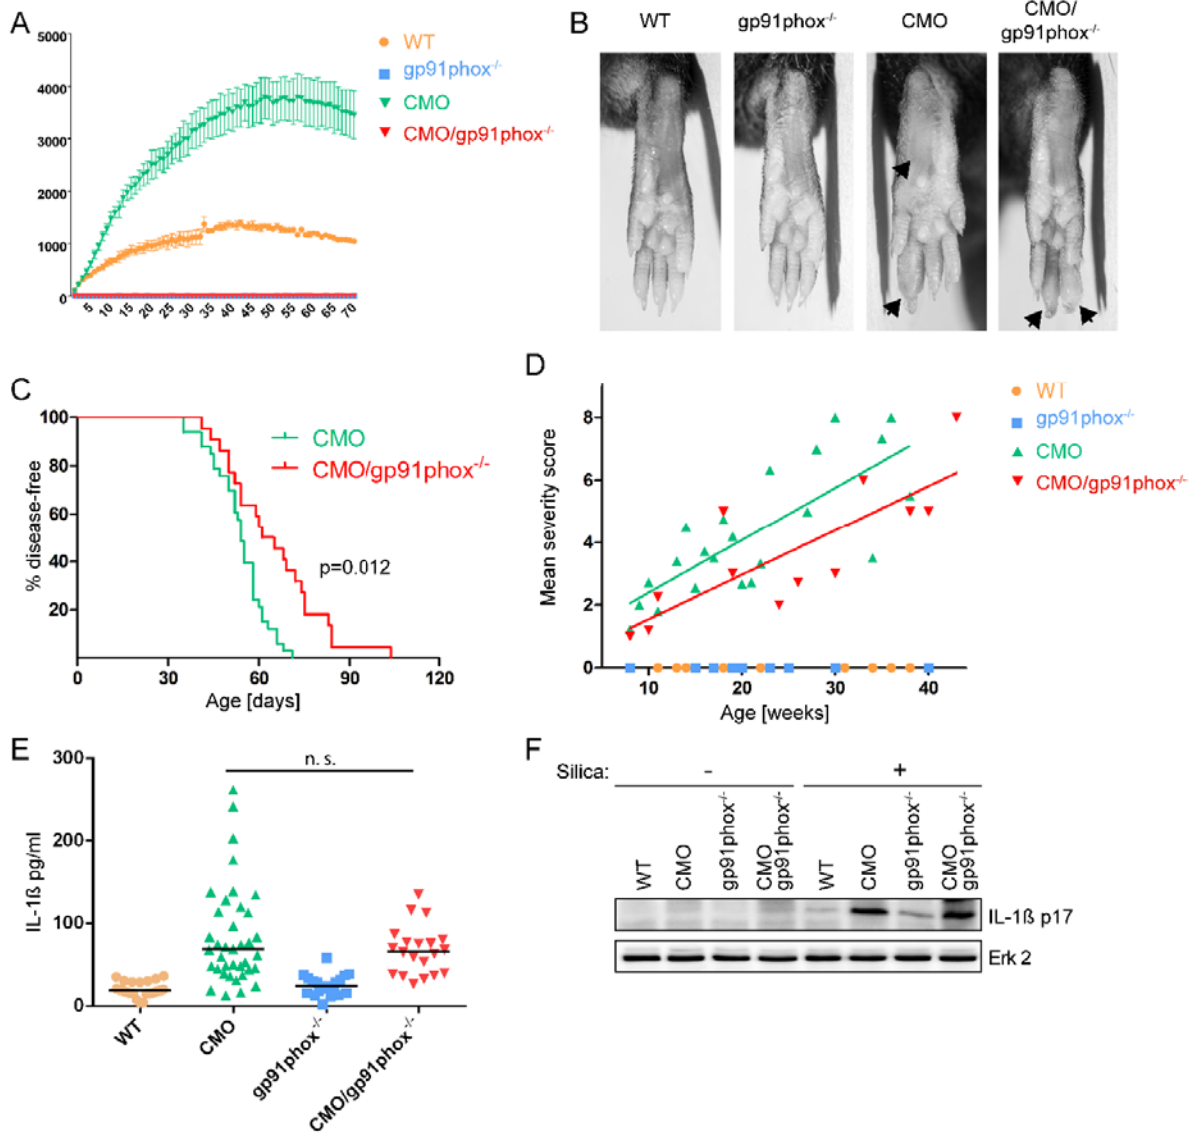 A
5000
4000
3000
2000
1000
0
5 10 15 20 25 30 35 40 45 50 55 60 65 70
WT
gp91phox-/-
CMO
CMO/gp91phox-/-
B
WT
gp91phox-/-
CMO
CMO/
gp91phox-/-
C
% disease-free
100
80
60
40
20
0 30 60 90 120
Age [days]
CMO
CMO/gp91phox-/-
p=0.012
D
Mean severity score
8
6
4
2
0
10 20 30 40
Age [weeks]
WT
gp91phox-/-
CMO
CMO/gp91phox-/-
E
IL-1ß pg/ml
300
200
100
0
n. s.
WT
CMO
gp91phox-/-
CMO/gp91phox-/-
F
Silica: - +
WT
CMO
gp91phox-/-
CMO
gp91phox-/-
WT
CMO
gp91phox-/-
CMO
gp91phox-/-
IL-1ß p17
Erk 2